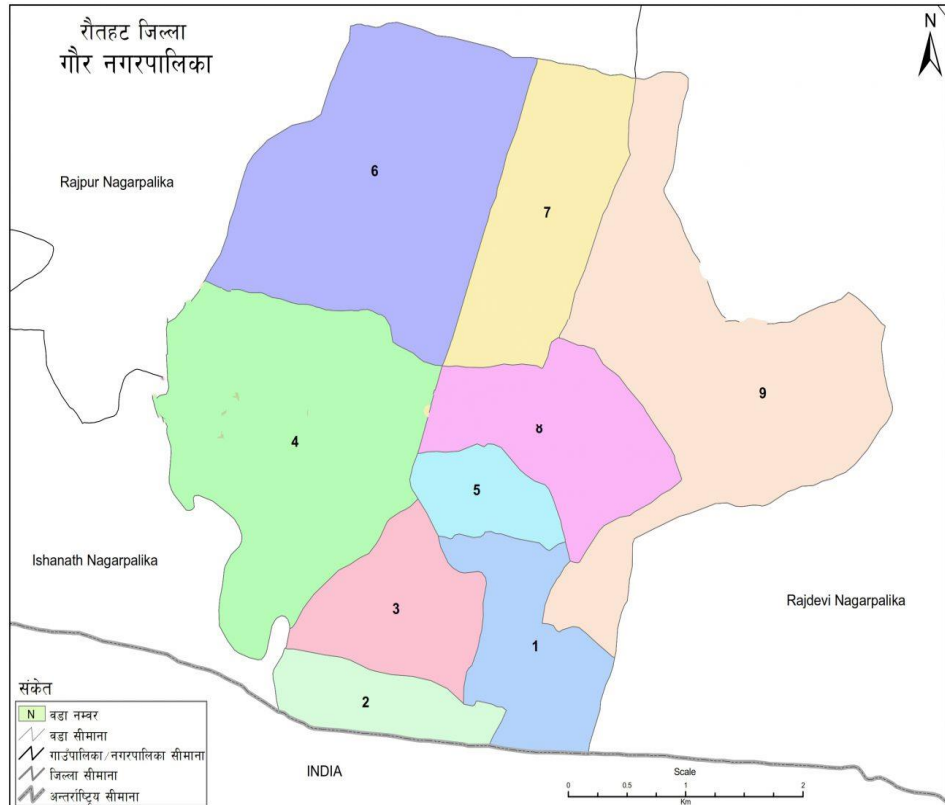 रौतहट जिल्ला
गौर नगरपालिका
N
Rajpur Nagarpalika
6
7
9
4
8
5
Ishanath Nagarpalika
3
Rajdevi Nagarpalika
1
2
संकेत
N वडा नम्बर
वडा सीमाना
गाउँपालिका/नगरपालिका सीमाना
जिल्ला सीमाना
अन्तर्राष्ट्रिय सीमाना
INDIA
Scale
0 0.5 1 2
Km